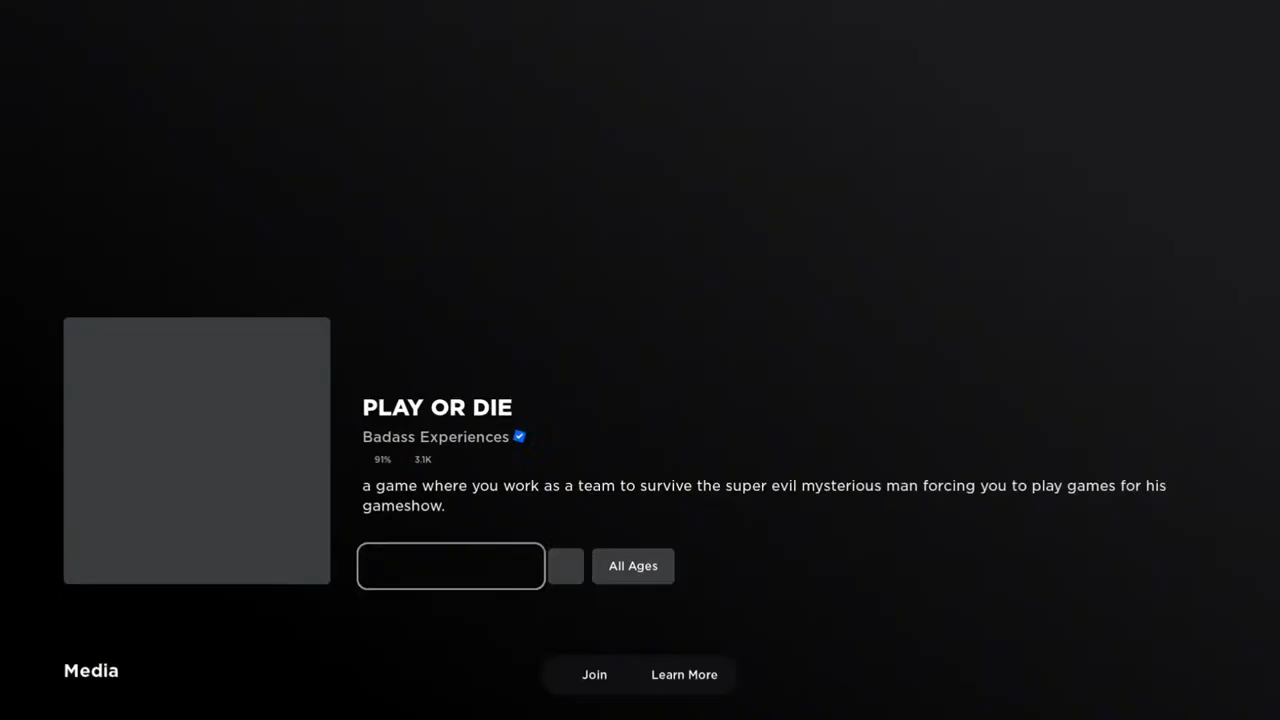 PLAY OR DIE
Badass Experiences
91% 3.1K
a game where you work as a team to survive the super evil mysterious man forcing you to play games for his
gameshow.
All Ages
Media
Join Learn More